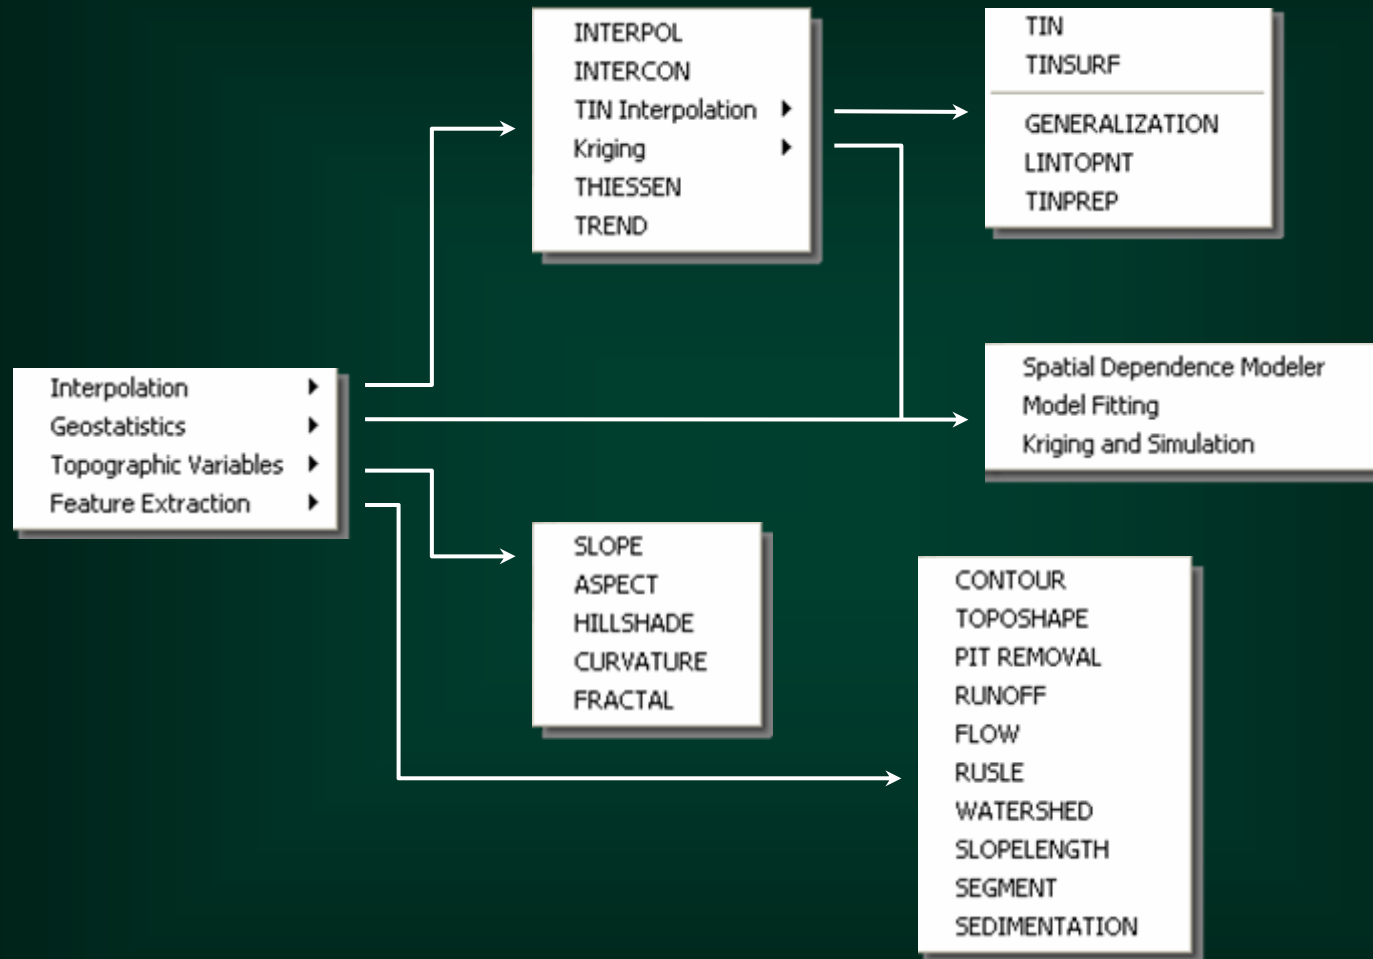 Interpolation
Geostatistics
Topographic Variables
Feature Extraction
INTERPOL
INTERCON
TIN Interpolation
Kriging
THIESSEN
TREND
TIN
TINSURF
GENERALIZATION
LINTOPNT
TINPREP
Spatial Dependence Modeler
Model Fitting
Kriging and Simulation
SLOPE
ASPECT
HILLSHADE
CURVATURE
FRACTAL
CONTOUR
TOPOSHAPE
PIT REMOVAL
RUNOFF
FLOW
RUSLE
WATERSHED
SLOPELENGTH
SEGMENT
SEDIMENTATION